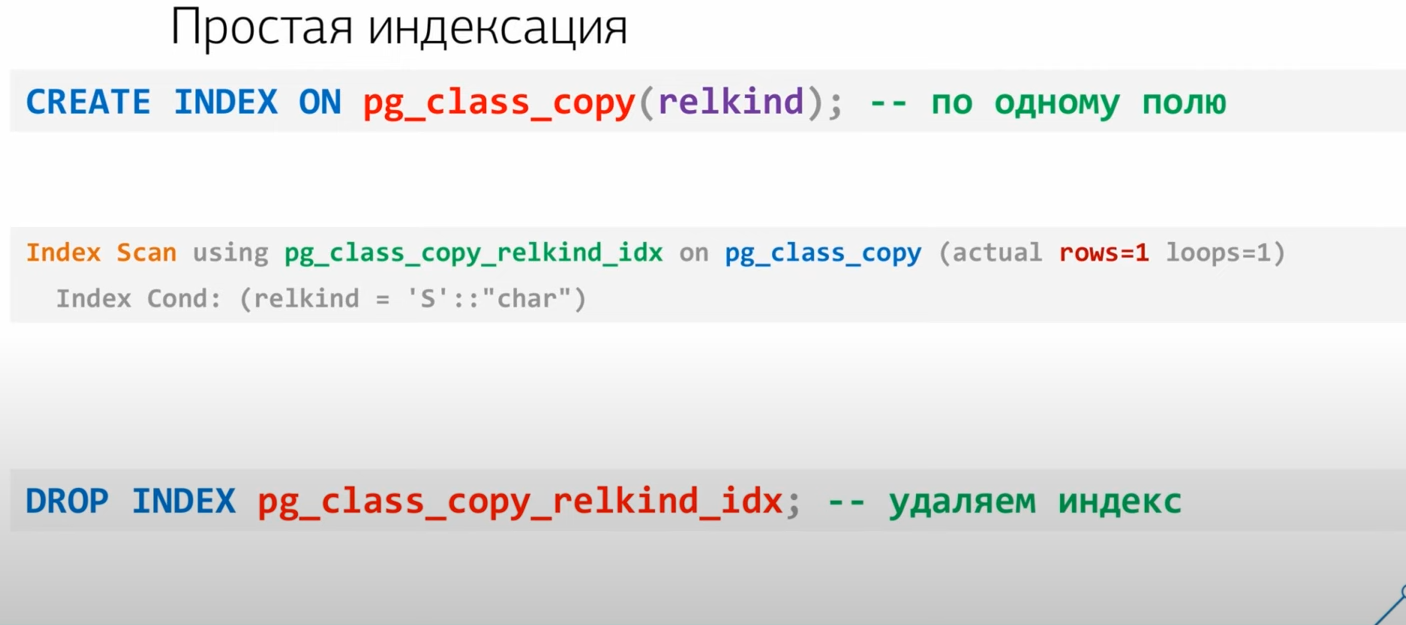 Простая индексация
CREATE INDEX ON pg_class_copy(relkind); -- по одному полю
Index Scan using pg_class_copy_relkind_idx on pg_class_copy (actual rows=1 loops=1)
Index Cond: (relkind = 'S'::"char")
DROP INDEX pg_class_copy_relkind_idx; -- удаляем индекс